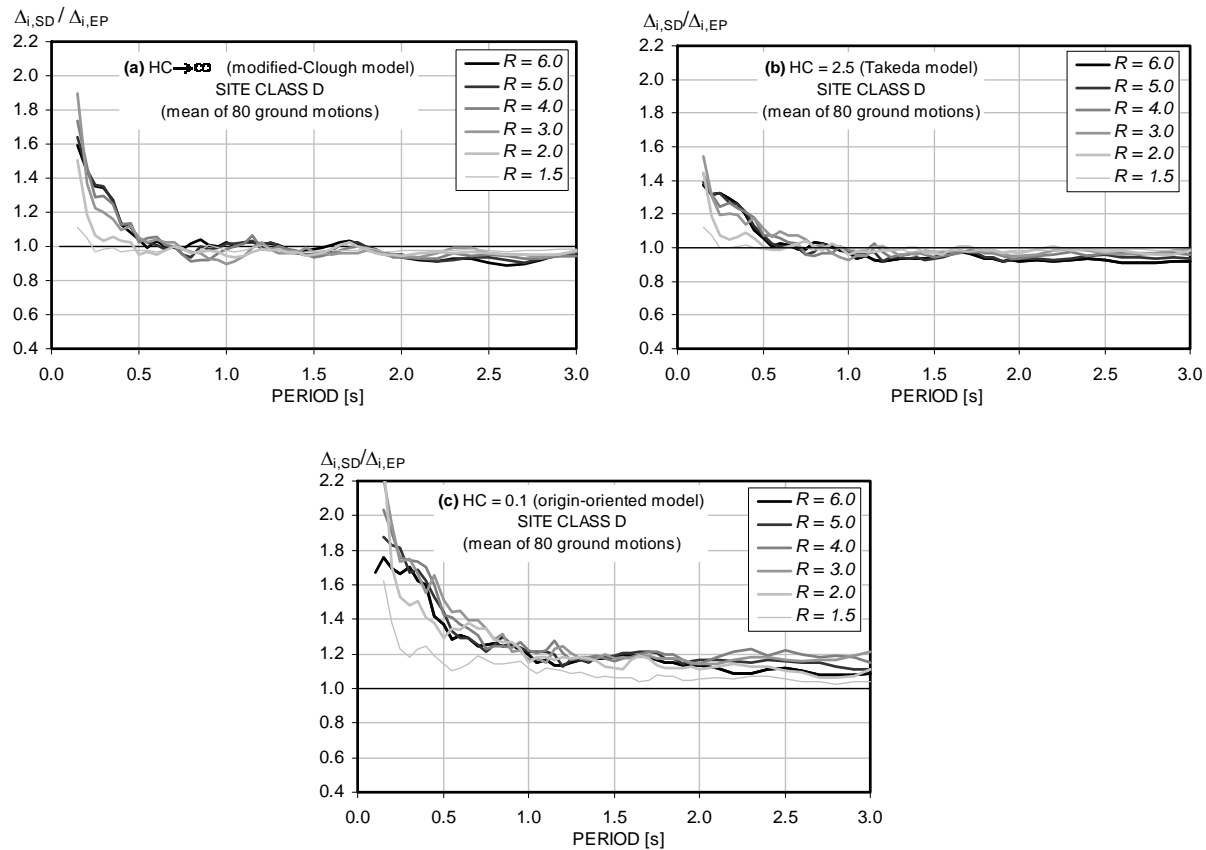 Δi,SD / Δi,EP
2.2
2.0
1.8
1.6
1.4
1.2
1.0
0.8
0.6
0.4
0.0 0.5 1.0 1.5 2.0 2.5 3.0
PERIOD [s]
(a) HC→∞ (modified-Clough model)
SITE CLASS D
(mean of 80 ground motions)
R = 6.0
R = 5.0
R = 4.0
R = 3.0
R = 2.0
R = 1.5
Δi,SD/Δi,EP
2.2
2.0
1.8
1.6
1.4
1.2
1.0
0.8
0.6
0.4
0.0 0.5 1.0 1.5 2.0 2.5 3.0
PERIOD [s]
(b) HC = 2.5 (Takeda model)
SITE CLASS D
(mean of 80 ground motions)
R = 6.0
R = 5.0
R = 4.0
R = 3.0
R = 2.0
R = 1.5
Δi,SD/Δi,EP
2.2
2.0
1.8
1.6
1.4
1.2
1.0
0.8
0.6
0.4
0.0 0.5 1.0 1.5 2.0 2.5 3.0
PERIOD [s]
(c) HC = 0.1 (origin-oriented model)
SITE CLASS D
(mean of 80 ground motions)
R = 6.0
R = 5.0
R = 4.0
R = 3.0
R = 2.0
R = 1.5